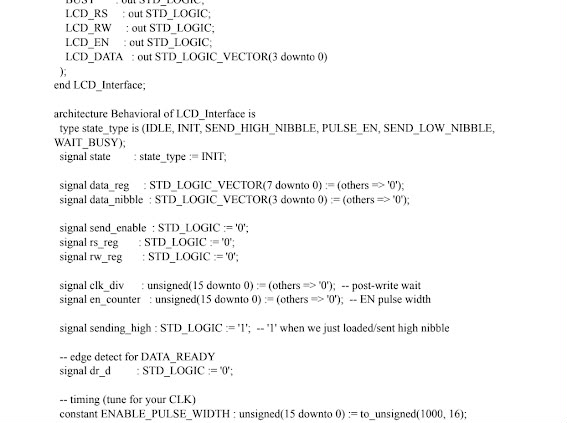 LCD_RS : out STD_LOGIC;
LCD_RW : out STD_LOGIC;
LCD_EN : out STD_LOGIC;
LCD_DATA : out STD_LOGIC_VECTOR(3 downto 0)
);
end LCD_Interface;
architecture Behavioral of LCD_Interface is
type state_type is (IDLE, INIT, SEND_HIGH_NIBBLE, PULSE_EN, SEND_LOW_NIBBLE,
WAIT_BUSY);
signal state : state_type := INIT;
signal data_reg : STD_LOGIC_VECTOR(7 downto 0) := (others => '0');
signal data_nibble : STD_LOGIC_VECTOR(3 downto 0) := (others => '0');
signal send_enable : STD_LOGIC := '0';
signal rs_reg : STD_LOGIC := '0';
signal rw_reg : STD_LOGIC := '0';
signal clk_div : unsigned(15 downto 0) := (others => '0'); -- post-write wait
signal en_counter : unsigned(15 downto 0) := (others => '0'); -- EN pulse width
signal sending_high : STD_LOGIC := '1'; -- '1' when we just loaded/sent high nibble
-- edge detect for DATA_READY
signal dr_d : STD_LOGIC := '0';
-- timing (tune for your CLK)
constant ENABLE_PULSE_WIDTH : unsigned(15 downto 0) := to_unsigned(1000, 16);